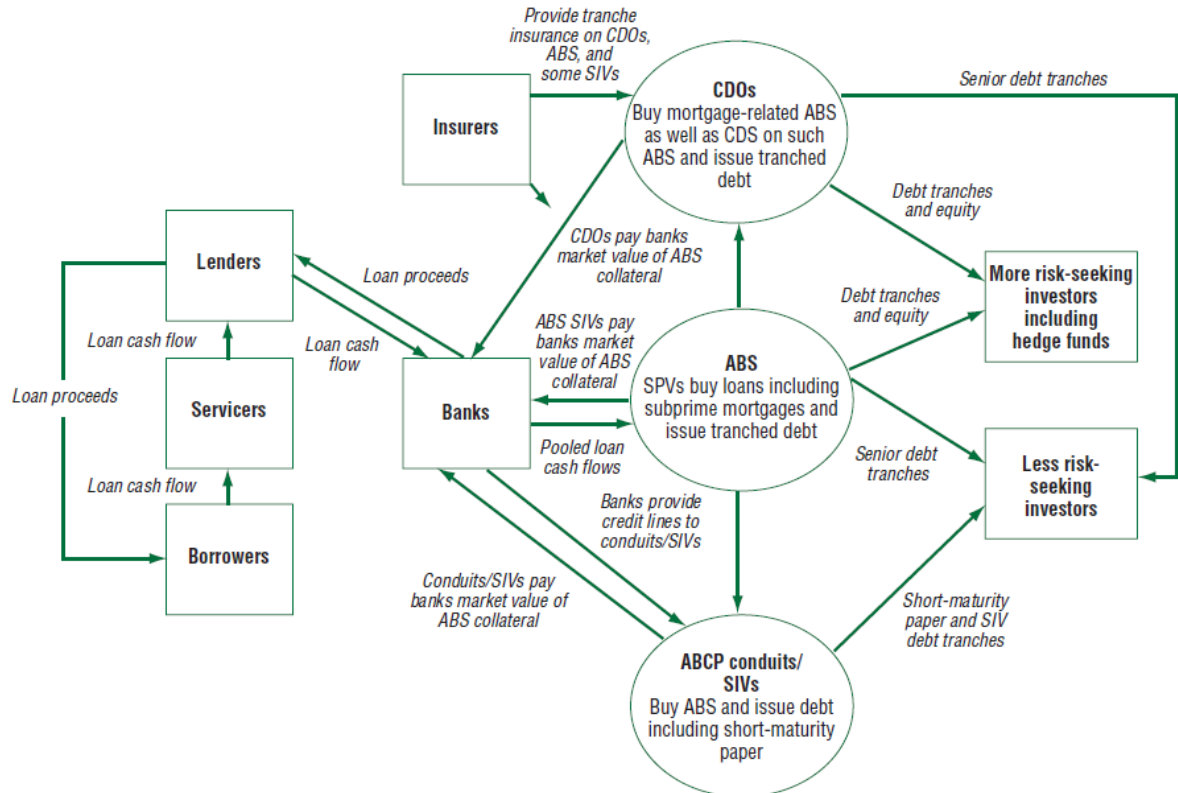 Provide tranche
insurance on CDOs,
ABS, and
some SIVs
Insurers
CDOs
Buy mortgage-related ABS
as well as CDS on such
ABS and issue tranched
debt
Senior debt tranches
Debt tranches
and equity
CDOs pay banks
market value of ABS
collateral
Lenders
Loan proceeds
Loan cash
flow
Loan cash flow
Loan proceeds
Servicers
Loan cash flow
Borrowers
ABS SIVs pay
banks market
value of ABS
collateral
Banks
Pooled loan
cash flows
ABS
SPVs buy loans including
subprime mortgages and
issue tranched debt
Debt tranches
and equity
More risk-seeking
investors
including
hedge funds
Senior debt
tranches
Less risk-
seeking
investors
Banks provide
credit lines to
conduits/SIVs
Conduits/SIVs pay
banks market value of
ABS collateral
Short-maturity
paper and SIV
debt tranches
ABCP conduits/
SIVs
Buy ABS and issue debt
including short-maturity
paper